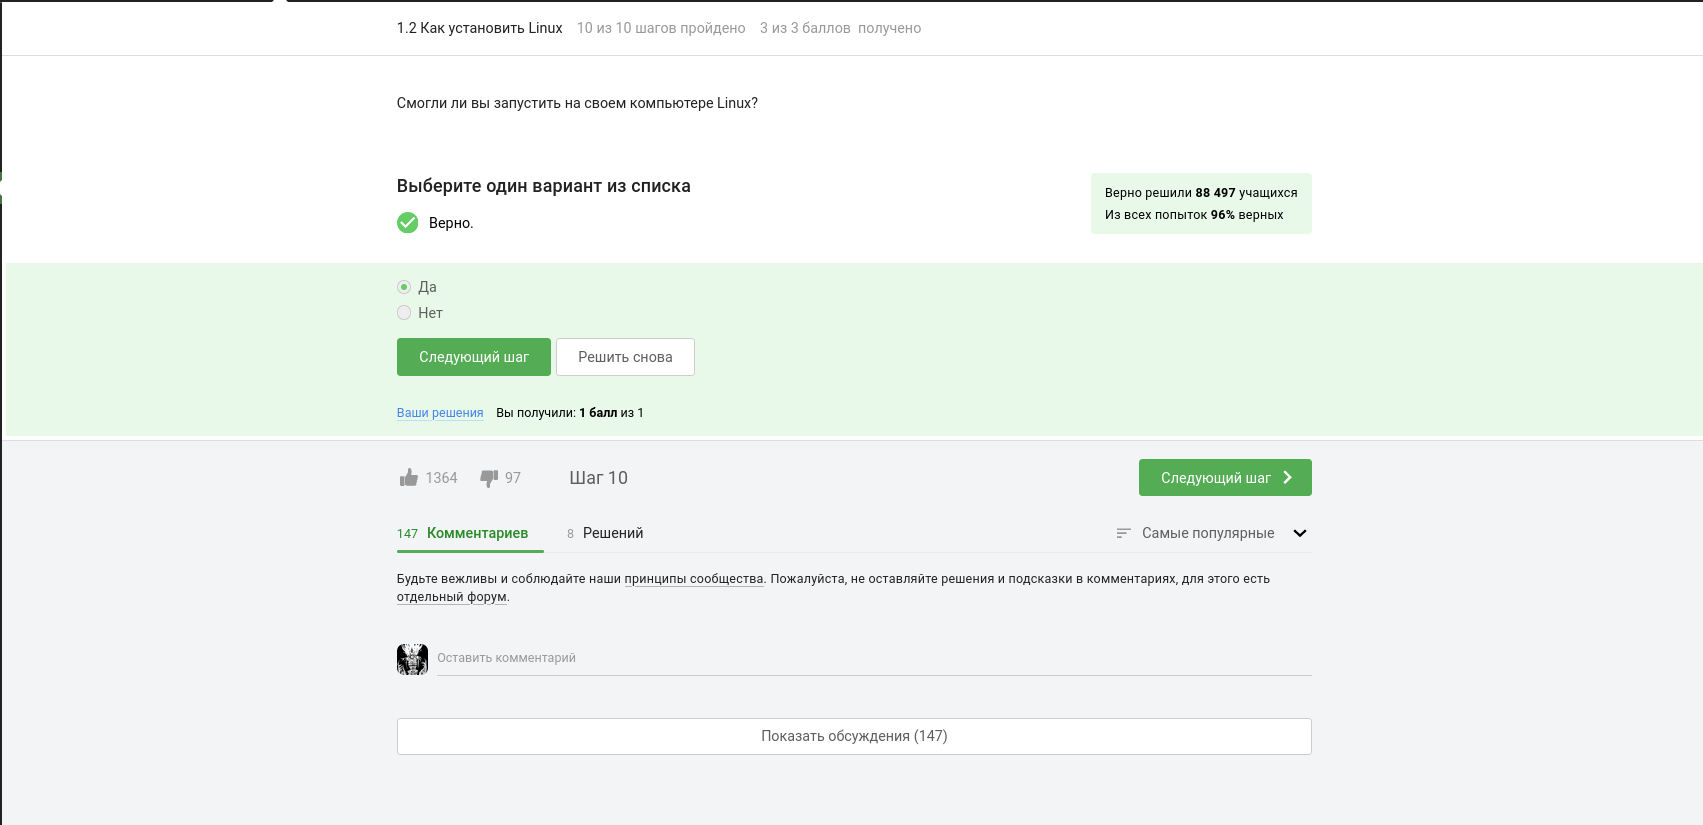 1.2 Как установить Linux 10 из 10 шагов пройдено 3 из 3 баллов получено
Смогли ли вы запустить на своем компьютере Linux?
Выберите один вариант из списка
Верно решили 88 497 учащихся
Из всех попыток 96% верных
Верно.
Да
Нет
Следующий шаг Решить снова
Ваши решения Вы получили: 1 балл из 1
1364 97 Шаг 10 Следующий шаг
147 Комментариев 8 Решений Самые популярные
Будьте вежливы и соблюдайте наши принципы сообщества. Пожалуйста, не оставляйте решения и подсказки в комментариях, для этого есть
отдельный форум.
Оставить комментарий
Показать обсуждения (147)